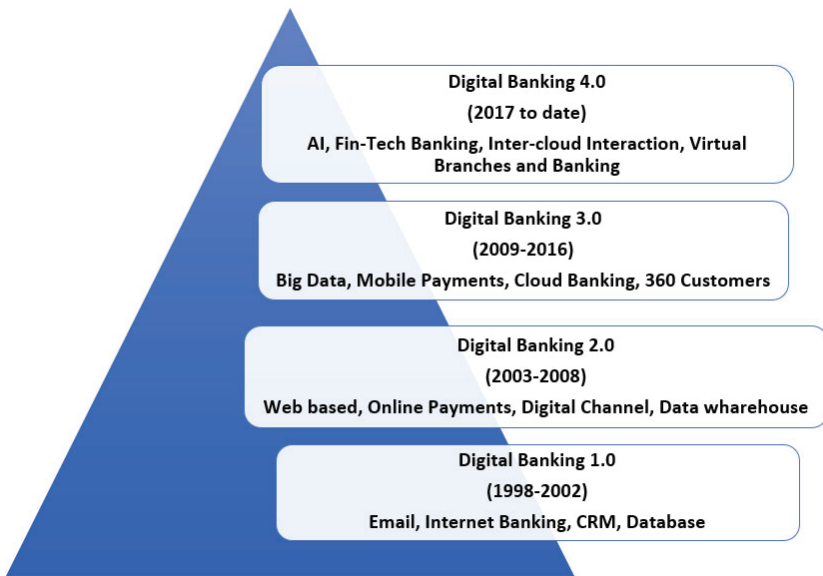 Digital Banking 4.0
(2017 to date)
AI, Fin-Tech Banking, Inter-cloud Interaction, Virtual
Branches and Banking
Digital Banking 3.0
(2009-2016)
Big Data, Mobile Payments, Cloud Banking, 360 Customers
Digital Banking 2.0
(2003-2008)
Web based, Online Payments, Digital Channel, Data wharehouse
Digital Banking 1.0
(1998-2002)
Email, Internet Banking, CRM, Database